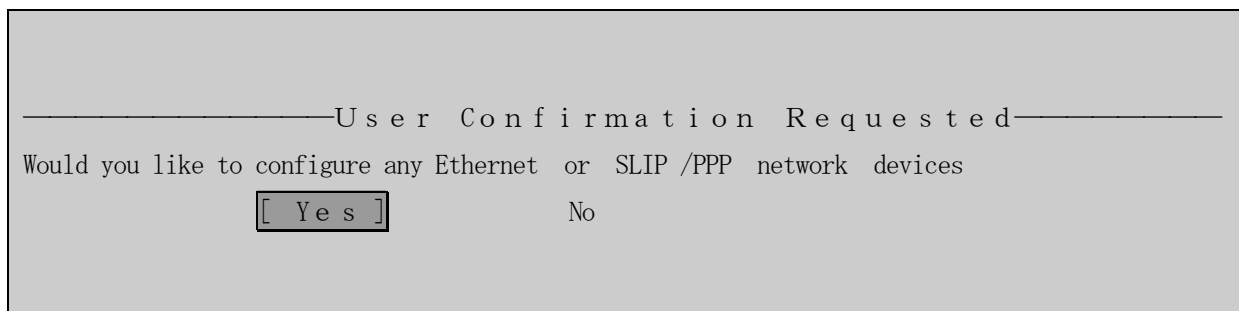 User Confirmation Requested
Would you like to configure any Ethernet or SLIP /PPP network devices
[ Yes ] No